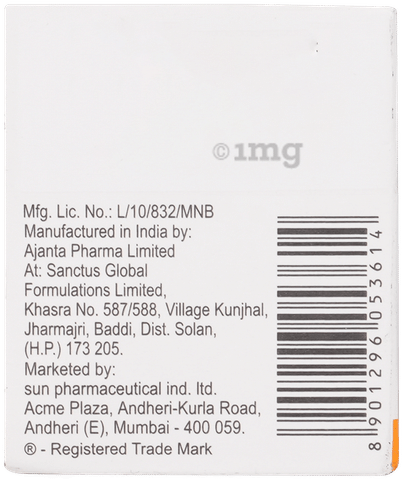 ©1mg
Mfg. Lic. No.: L/10/832/MNB
Manufactured in India by:
Ajanta Pharma Limited
At: Sanctus Global
Formulations Limited,
Khasra No. 587/588, Village Kunjhal,
Jharmajri, Baddi, Dist. Solan,
(H.P.) 173 205.
Marketed by:
sun pharmaceutical ind. ltd.
Acme Plaza, Andheri-Kurla Road,
Andheri (E), Mumbai - 400 059.
® - Registered Trade Mark
8 901296 053614